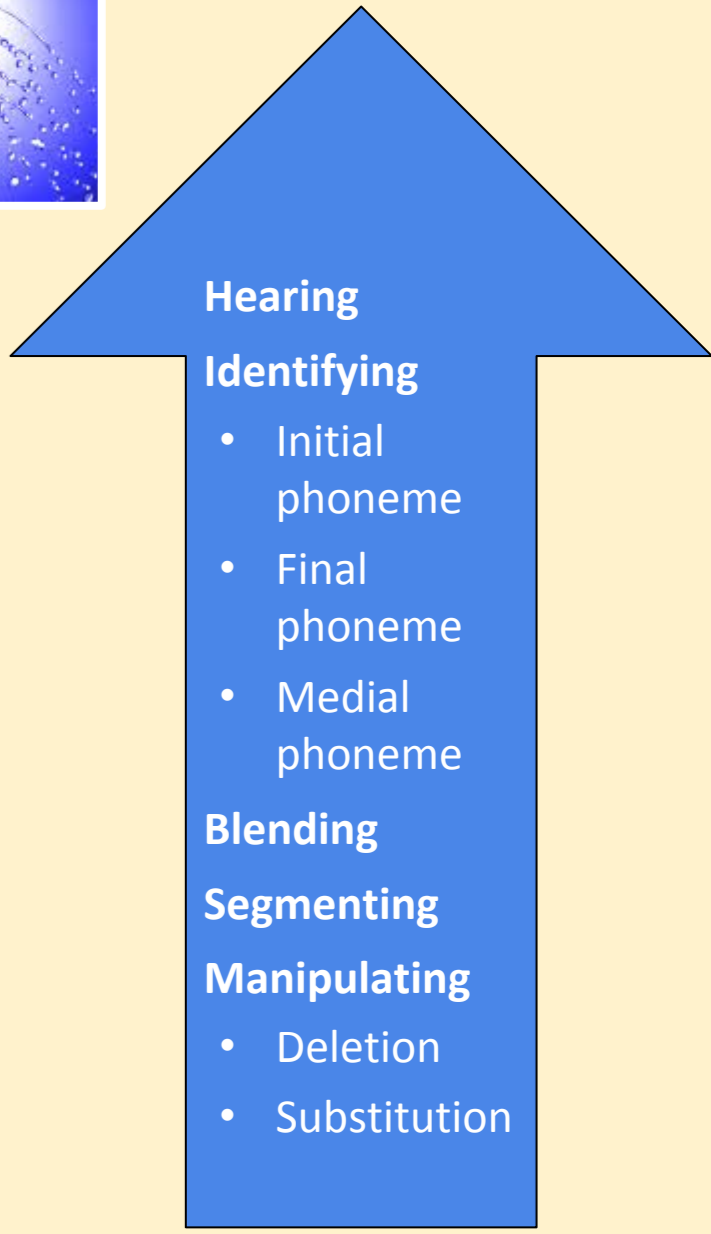 Hearing
Identifying
• Initial
phoneme
• Final
phoneme
• Medial
phoneme
Blending
Segmenting
Manipulating
• Deletion
• Substitution